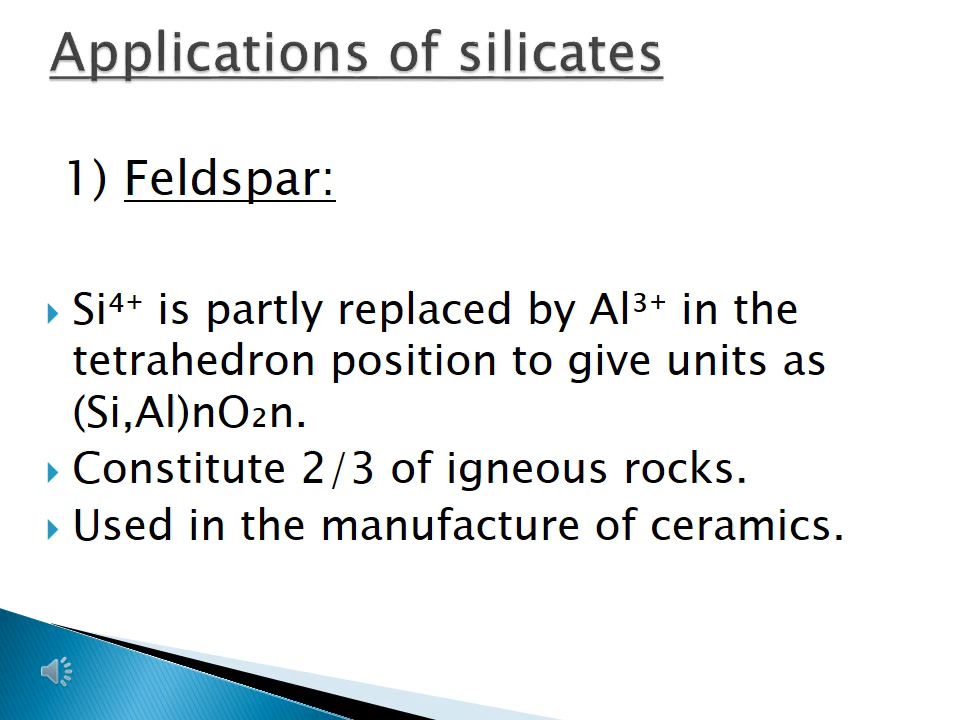 Applications of silicates
1) Feldspar:
Si⁴⁺ is partly replaced by Al³⁺ in the
tetrahedron position to give units as
(Si,Al)nO₂n.
Constitute 2/3 of igneous rocks.
Used in the manufacture of ceramics.